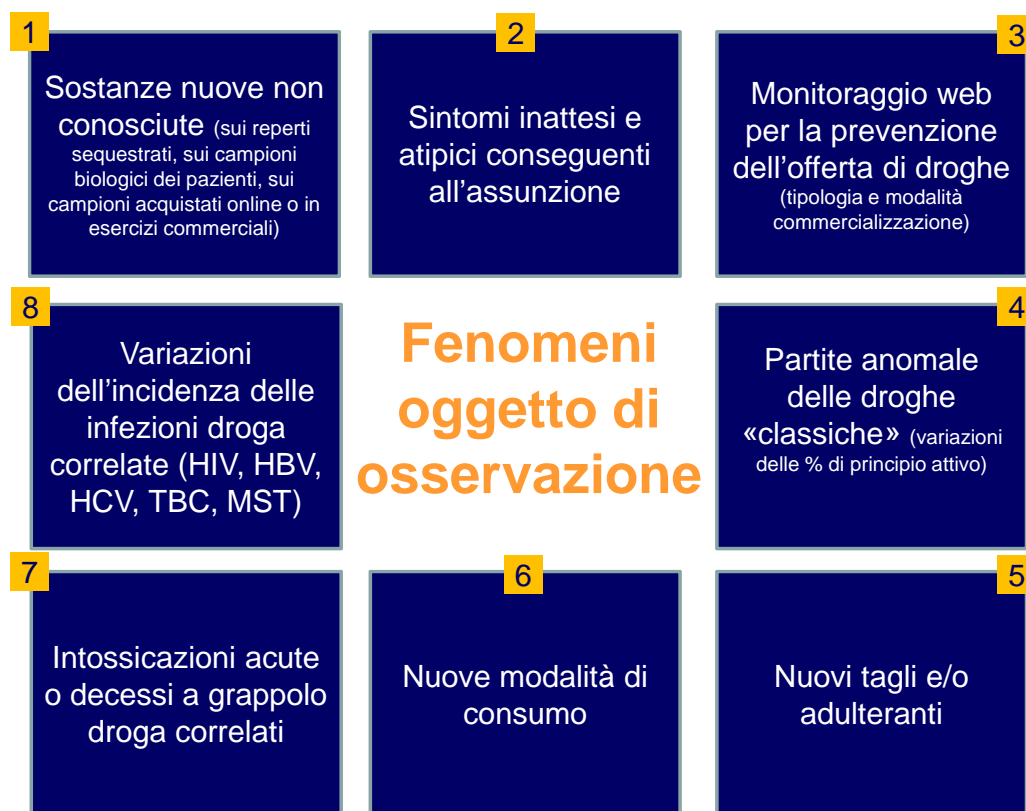 1
Sostanze nuove non
conosciute (sui reperti
sequestrati, sui campioni
biologici dei pazienti, sui
campioni acquistati online o in
esercizi commerciali)
2
Sintomi inattesi e
atipici conseguenti
all’assunzione
3
Monitoraggio web
per la prevenzione
dell’offerta di droghe
(tipologia e modalità
commercializzazione)
8
Variazioni
dell’incidenza delle
infezioni droga
correlate (HIV, HBV,
HCV, TBC, MST)
Fenomeni
oggetto di
osservazione
4
Partite anomale
delle droghe
«classiche» (variazioni
delle % di principio attivo)
7
Intossicazioni acute
o decessi a grappolo
droga correlati
6
Nuove modalità di
consumo
5
Nuovi tagli e/o
adulteranti